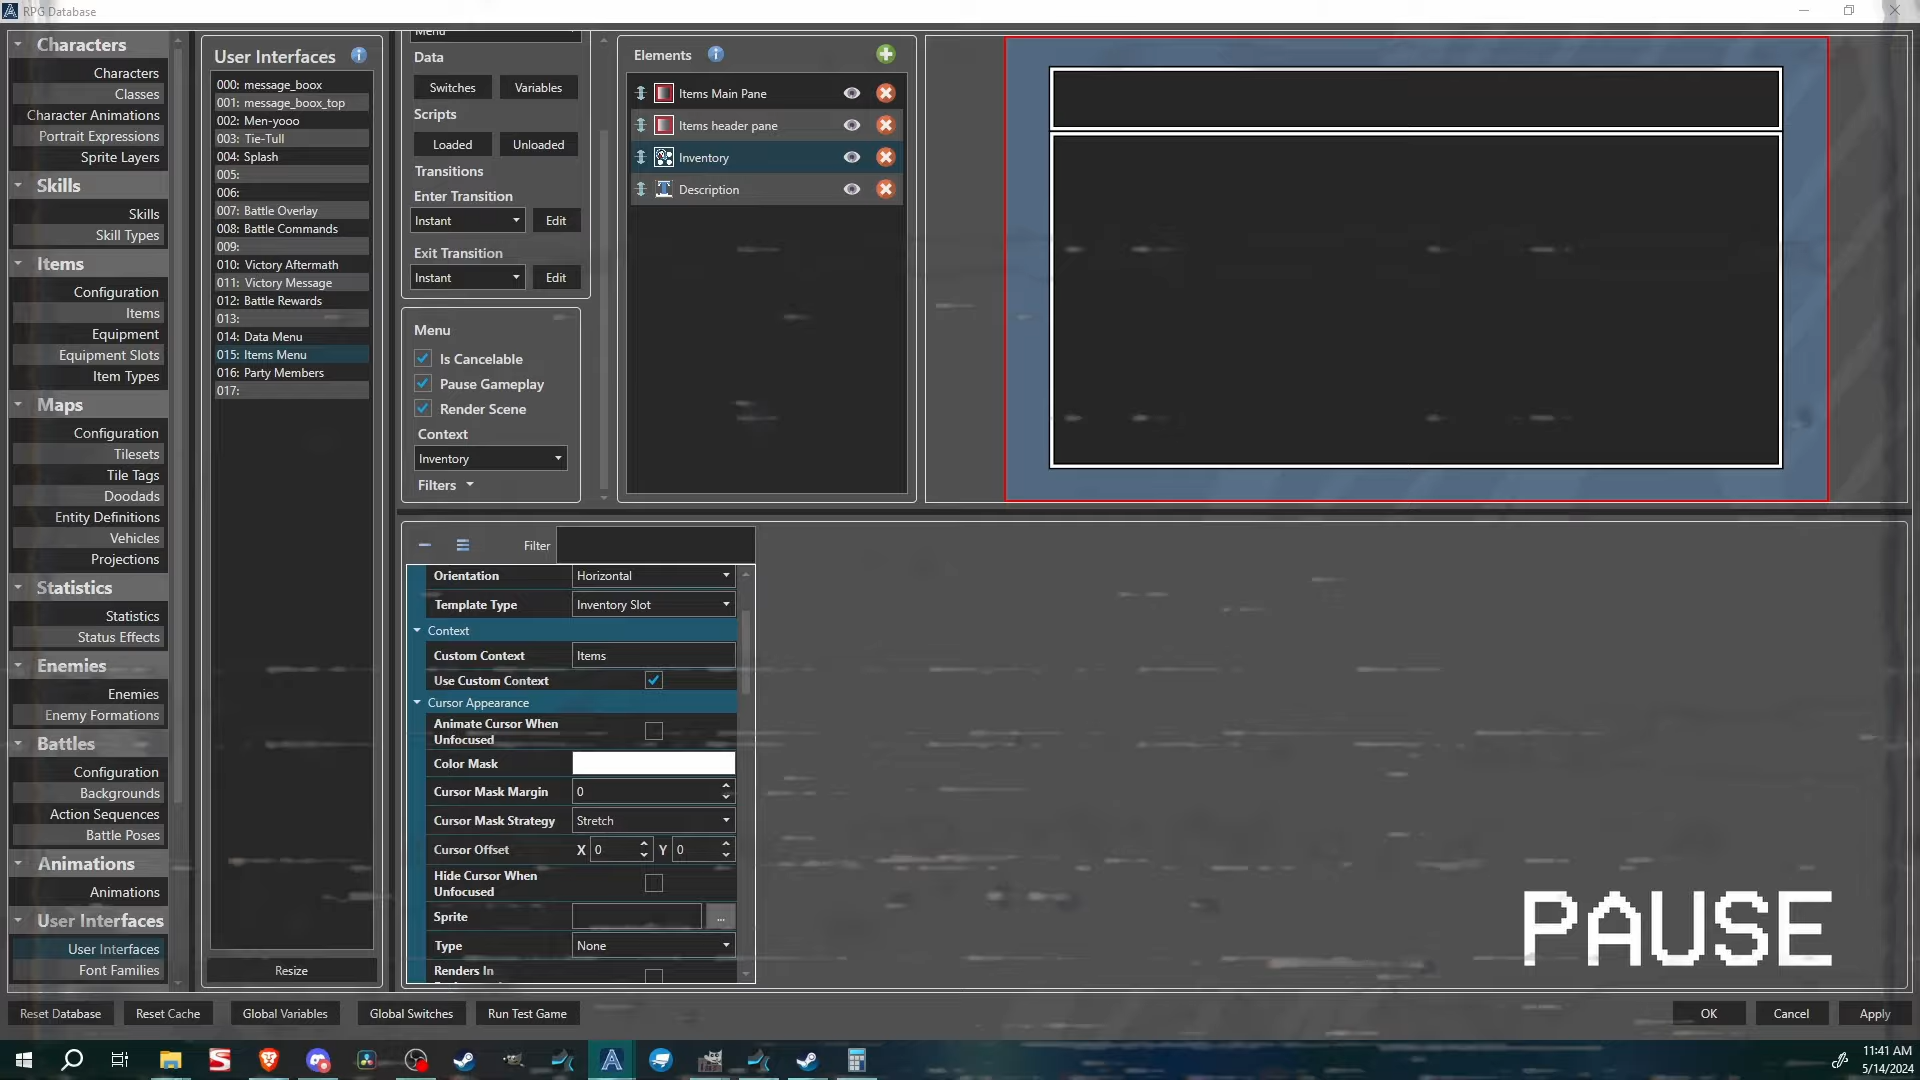 RPG Database
Characters
Characters
Classes
Character Animations
Portrait Expressions
Sprite Layers
Skills
Skills
Skill Types
Items
Configuration
Items
Equipment
Equipment Slots
Item Types
Maps
Configuration
Tilesets
Tile Tags
Doodads
Entity Definitions
Vehicles
Projections
Statistics
Statistics
Status Effects
Enemies
Enemies
Enemy Formations
Battles
Configuration
Backgrounds
Action Sequences
Battle Poses
Animations
Animations
User Interfaces
User Interfaces
Font Families
User Interfaces
000: message_boox
001: message_boox_top
002: Men-yooo
003: Tie-Tull
004: Splash
005:
006:
007: Battle Overlay
008: Battle Commands
009:
010: Victory Aftermath
011: Victory Message
012: Battle Rewards
013:
014: Data Menu
015: Items Menu
016: Party Members
017:
Resize
Menu
Data
Switches Variables
Scripts
Loaded Unloaded
Transitions
Enter Transition
Instant Edit
Exit Transition
Instant Edit
Menu
Is Cancelable
Pause Gameplay
Render Scene
Context
Inventory
Filters
Elements
Items Main Pane
Items header pane
Inventory
Description
Filter
Orientation Horizontal
Template Type Inventory Slot
Context
Custom Context Items
Use Custom Context
Cursor Appearance
Animate Cursor When
Unfocused
Color Mask
Cursor Mask Margin 0
Cursor Mask Strategy Stretch
Cursor Offset X 0 Y 0
Hide Cursor When
Unfocused
Sprite ...
Type None
Renders In
PAUSE
Reset Database Reset Cache Global Variables Global Switches Run Test Game OK Cancel Apply
11:41 AM
5/14/2024